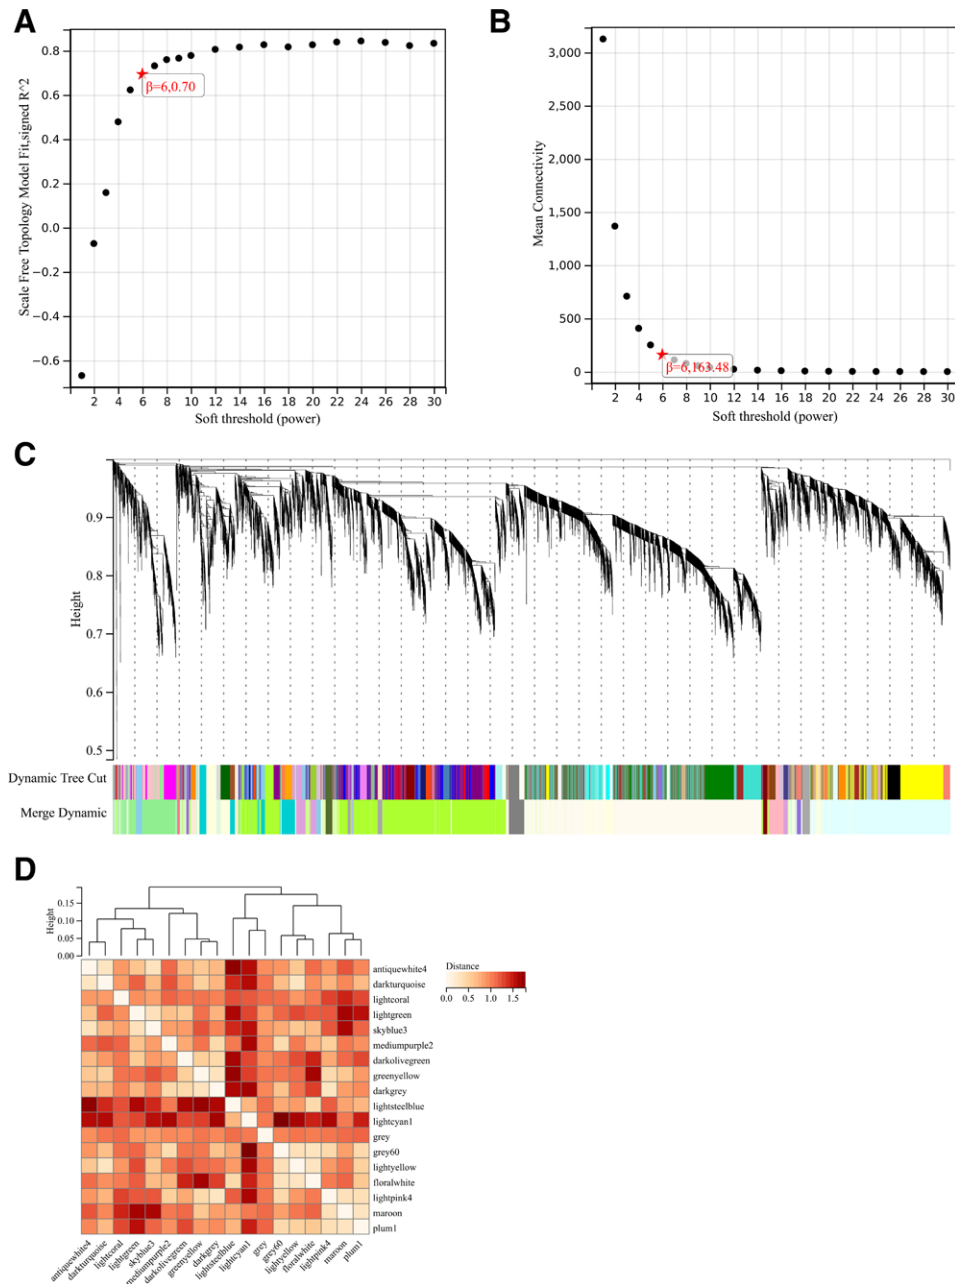 A
Scale Free Topology Model Fit,signed R^2
0.8
0.6
0.4
0.2
0.0
−0.2
−0.4
−0.6
β=6,0.70
2 4 6 8 10 12 14 16 18 20 22 24 26 28 30
Soft threshold (power)
B
Mean Connectivity
3,000
2,500
2,000
1,500
1,000
500
0
β=6,163.48
2 4 6 8 10 12 14 16 18 20 22 24 26 28 30
Soft threshold (power)
C
Height
0.9
0.8
0.7
0.6
0.5
Dynamic Tree Cut
Merge Dynamic
D
Height
0.15
0.10
0.05
0.00
Distance
0.0 0.5 1.0 1.5
antiquewhite4
darkturquoise
lightcoral
lightgreen
skyblue3
mediumpurple2
darkolivegreen
greenyellow
darkgrey
lightsteelblue
lightcyan1
grey
grey60
lightyellow
floralwhite
lightpink4
maroon
plum1
antiquewhite4
darkturquoise
lightcoral
lightgreen
skyblue3
mediumpurple2
darkolivegreen
greenyellow
darkgrey
lightsteelblue
lightcyan1
grey
grey60
lightyellow
floralwhite
lightpink4
maroon
plum1